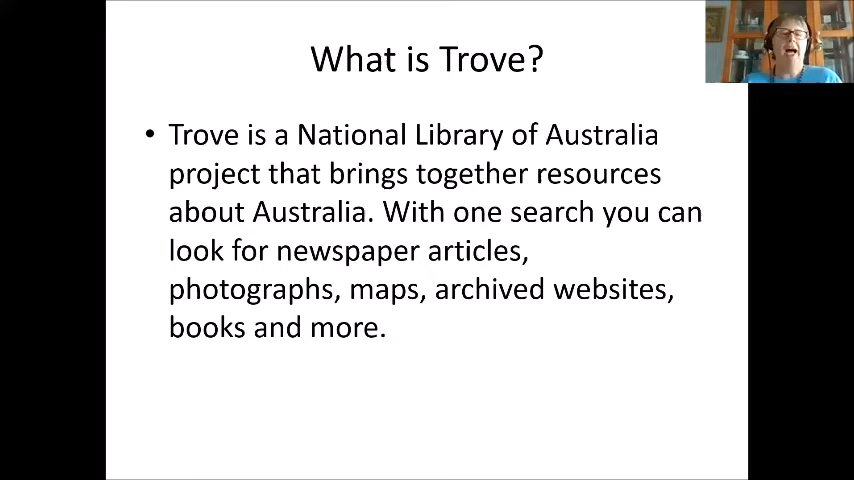 What is Trove?
• Trove is a National Library of Australia
project that brings together resources
about Australia. With one search you can
look for newspaper articles,
photographs, maps, archived websites,
books and more.